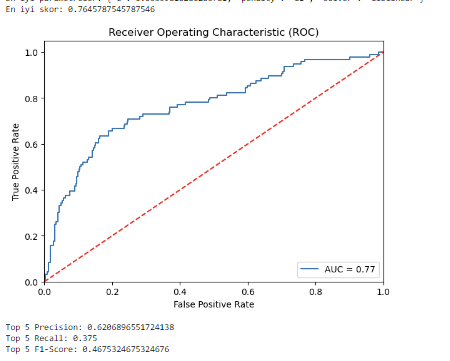 En iyi skor: 0.7645787545787546
Receiver Operating Characteristic (ROC)
1.0
0.8
0.6
0.4
0.2
0.0
True Positive Rate
0.0 0.2 0.4 0.6 0.8 1.0
False Positive Rate
AUC = 0.77
Top 5 Precision: 0.6206896551724138
Top 5 Recall: 0.375
Top 5 F1-Score: 0.4675324675324676